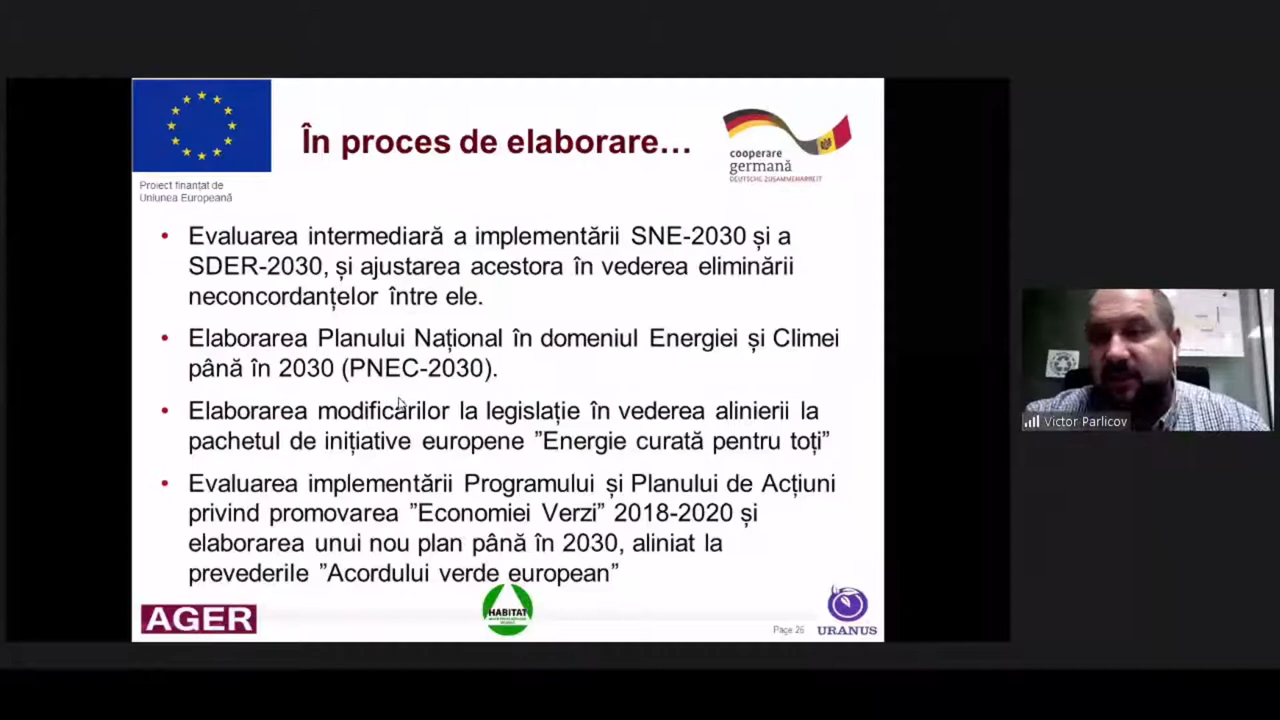 În proces de elaborare...
cooperare
germană
DEUTSCHE ZUSAMMENARBEIT
Proiect finanțat de
Uniunea Europeană
• Evaluarea intermediară a implementării SNE-2030 și a
SDER-2030, și ajustarea acestora în vederea eliminării
neconcordanțelor între ele.
• Elaborarea Planului Național în domeniul Energiei și Climei
până în 2030 (PNEC-2030).
• Elaborarea modificărilor la legislație în vederea alinierii la
pachetul de inițiative europene ”Energie curată pentru toți”
• Evaluarea implementării Programului și Planului de Acțiuni
privind promovarea ”Economiei Verzi” 2018-2020 și
elaborarea unui nou plan până în 2030, aliniat la
prevederile ”Acordului verde european”
AGER
HABITAT
Page 26
URANUS
Victor Parlicov